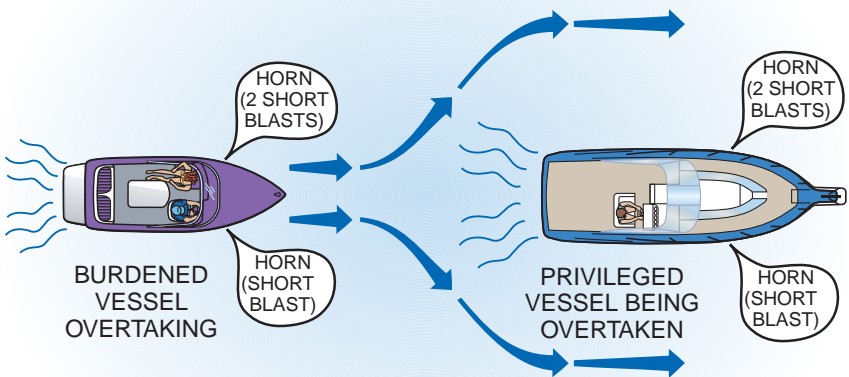 HORN
(2 SHORT
BLASTS)
HORN
(2 SHORT
BLASTS)
HORN
(SHORT
BLAST)
BURDENED
VESSEL
OVERTAKING
PRIVILEGED
VESSEL BEING
OVERTAKEN
HORN
(SHORT
BLAST)